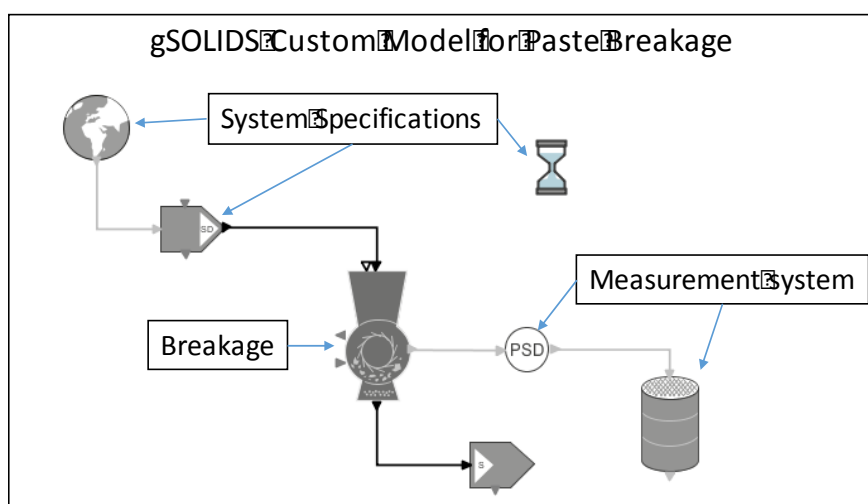 gSOLIDS⍰Custom⍰Model⍰for⍰Paste⍰Breakage
System⍰Specifications
SD
Measurement⍰system
Breakage
PSD
S